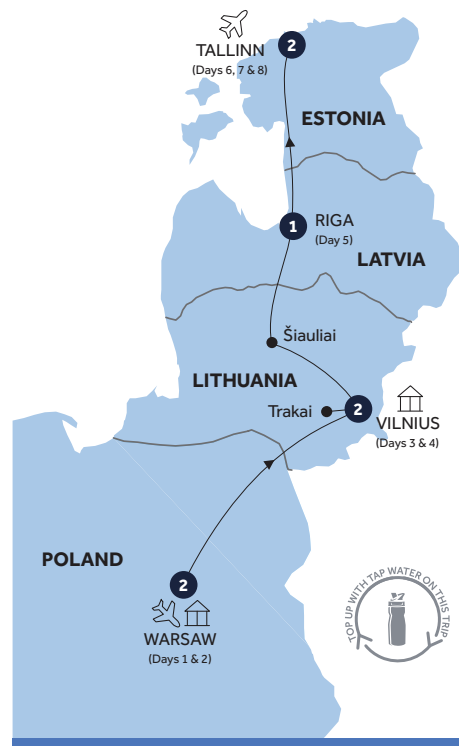 TALLINN
(Days 6, 7 & 8)
2
ESTONIA
1
RIGA
(Day 5)
LATVIA
Šiauliai
LITHUANIA
Trakai
2
VILNIUS
(Days 3 & 4)
POLAND
2
WARSAW
(Days 1 & 2)
TOP UP WITH TAP WATER ON THIS TRIP